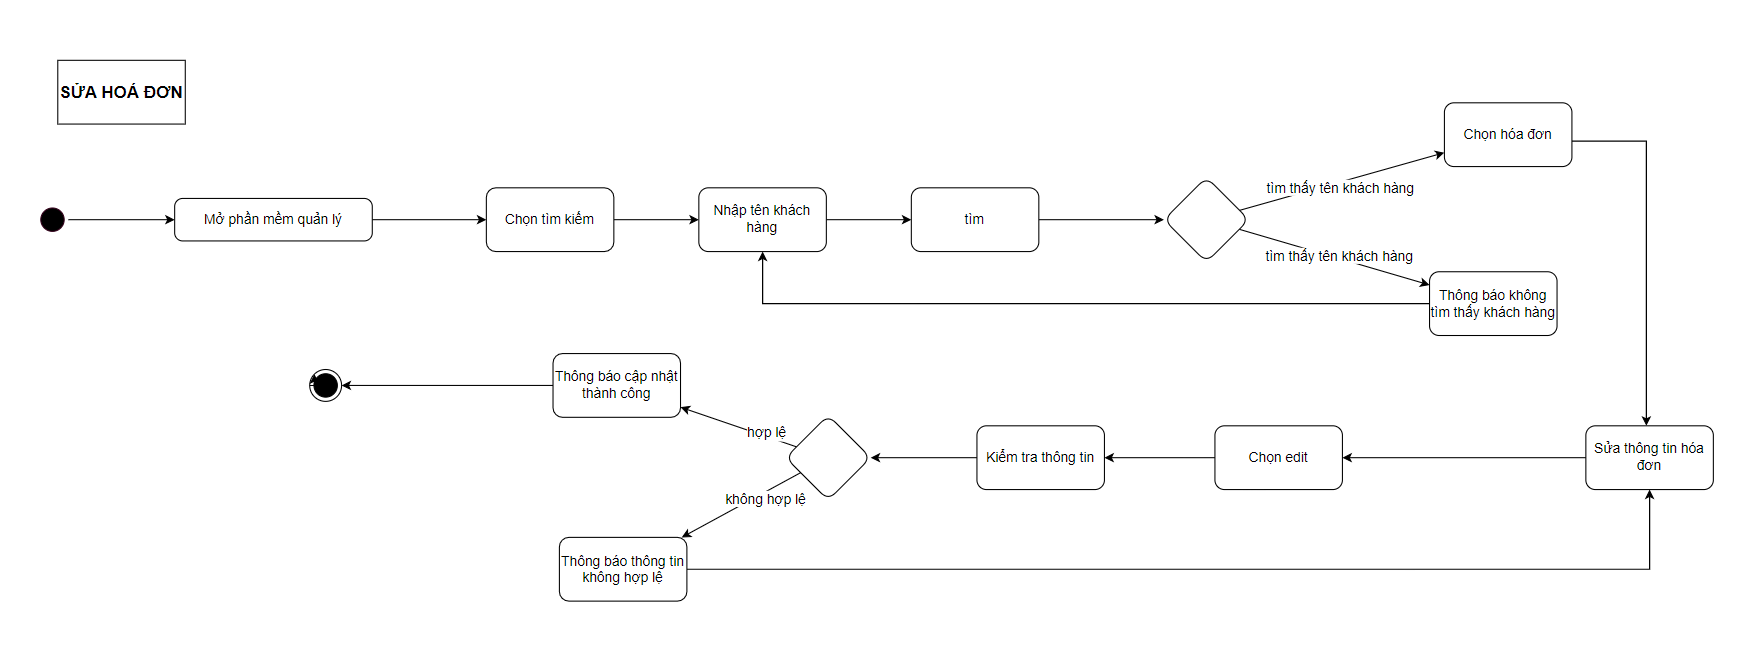 SỬA HOÁ ĐƠN
Chọn hóa đơn
tìm thấy tên khách hàng
Mở phần mềm quản lý
Chọn tìm kiếm
Nhập tên khách
hàng
tìm
tìm thấy tên khách hàng
Thông báo không
tìm thấy khách hàng
Thông báo cập nhật
thành công
hợp lệ
Kiểm tra thông tin
Chọn edit
Sửa thông tin hóa
đơn
không hợp lệ
Thông báo thông tin
không hợp lệ